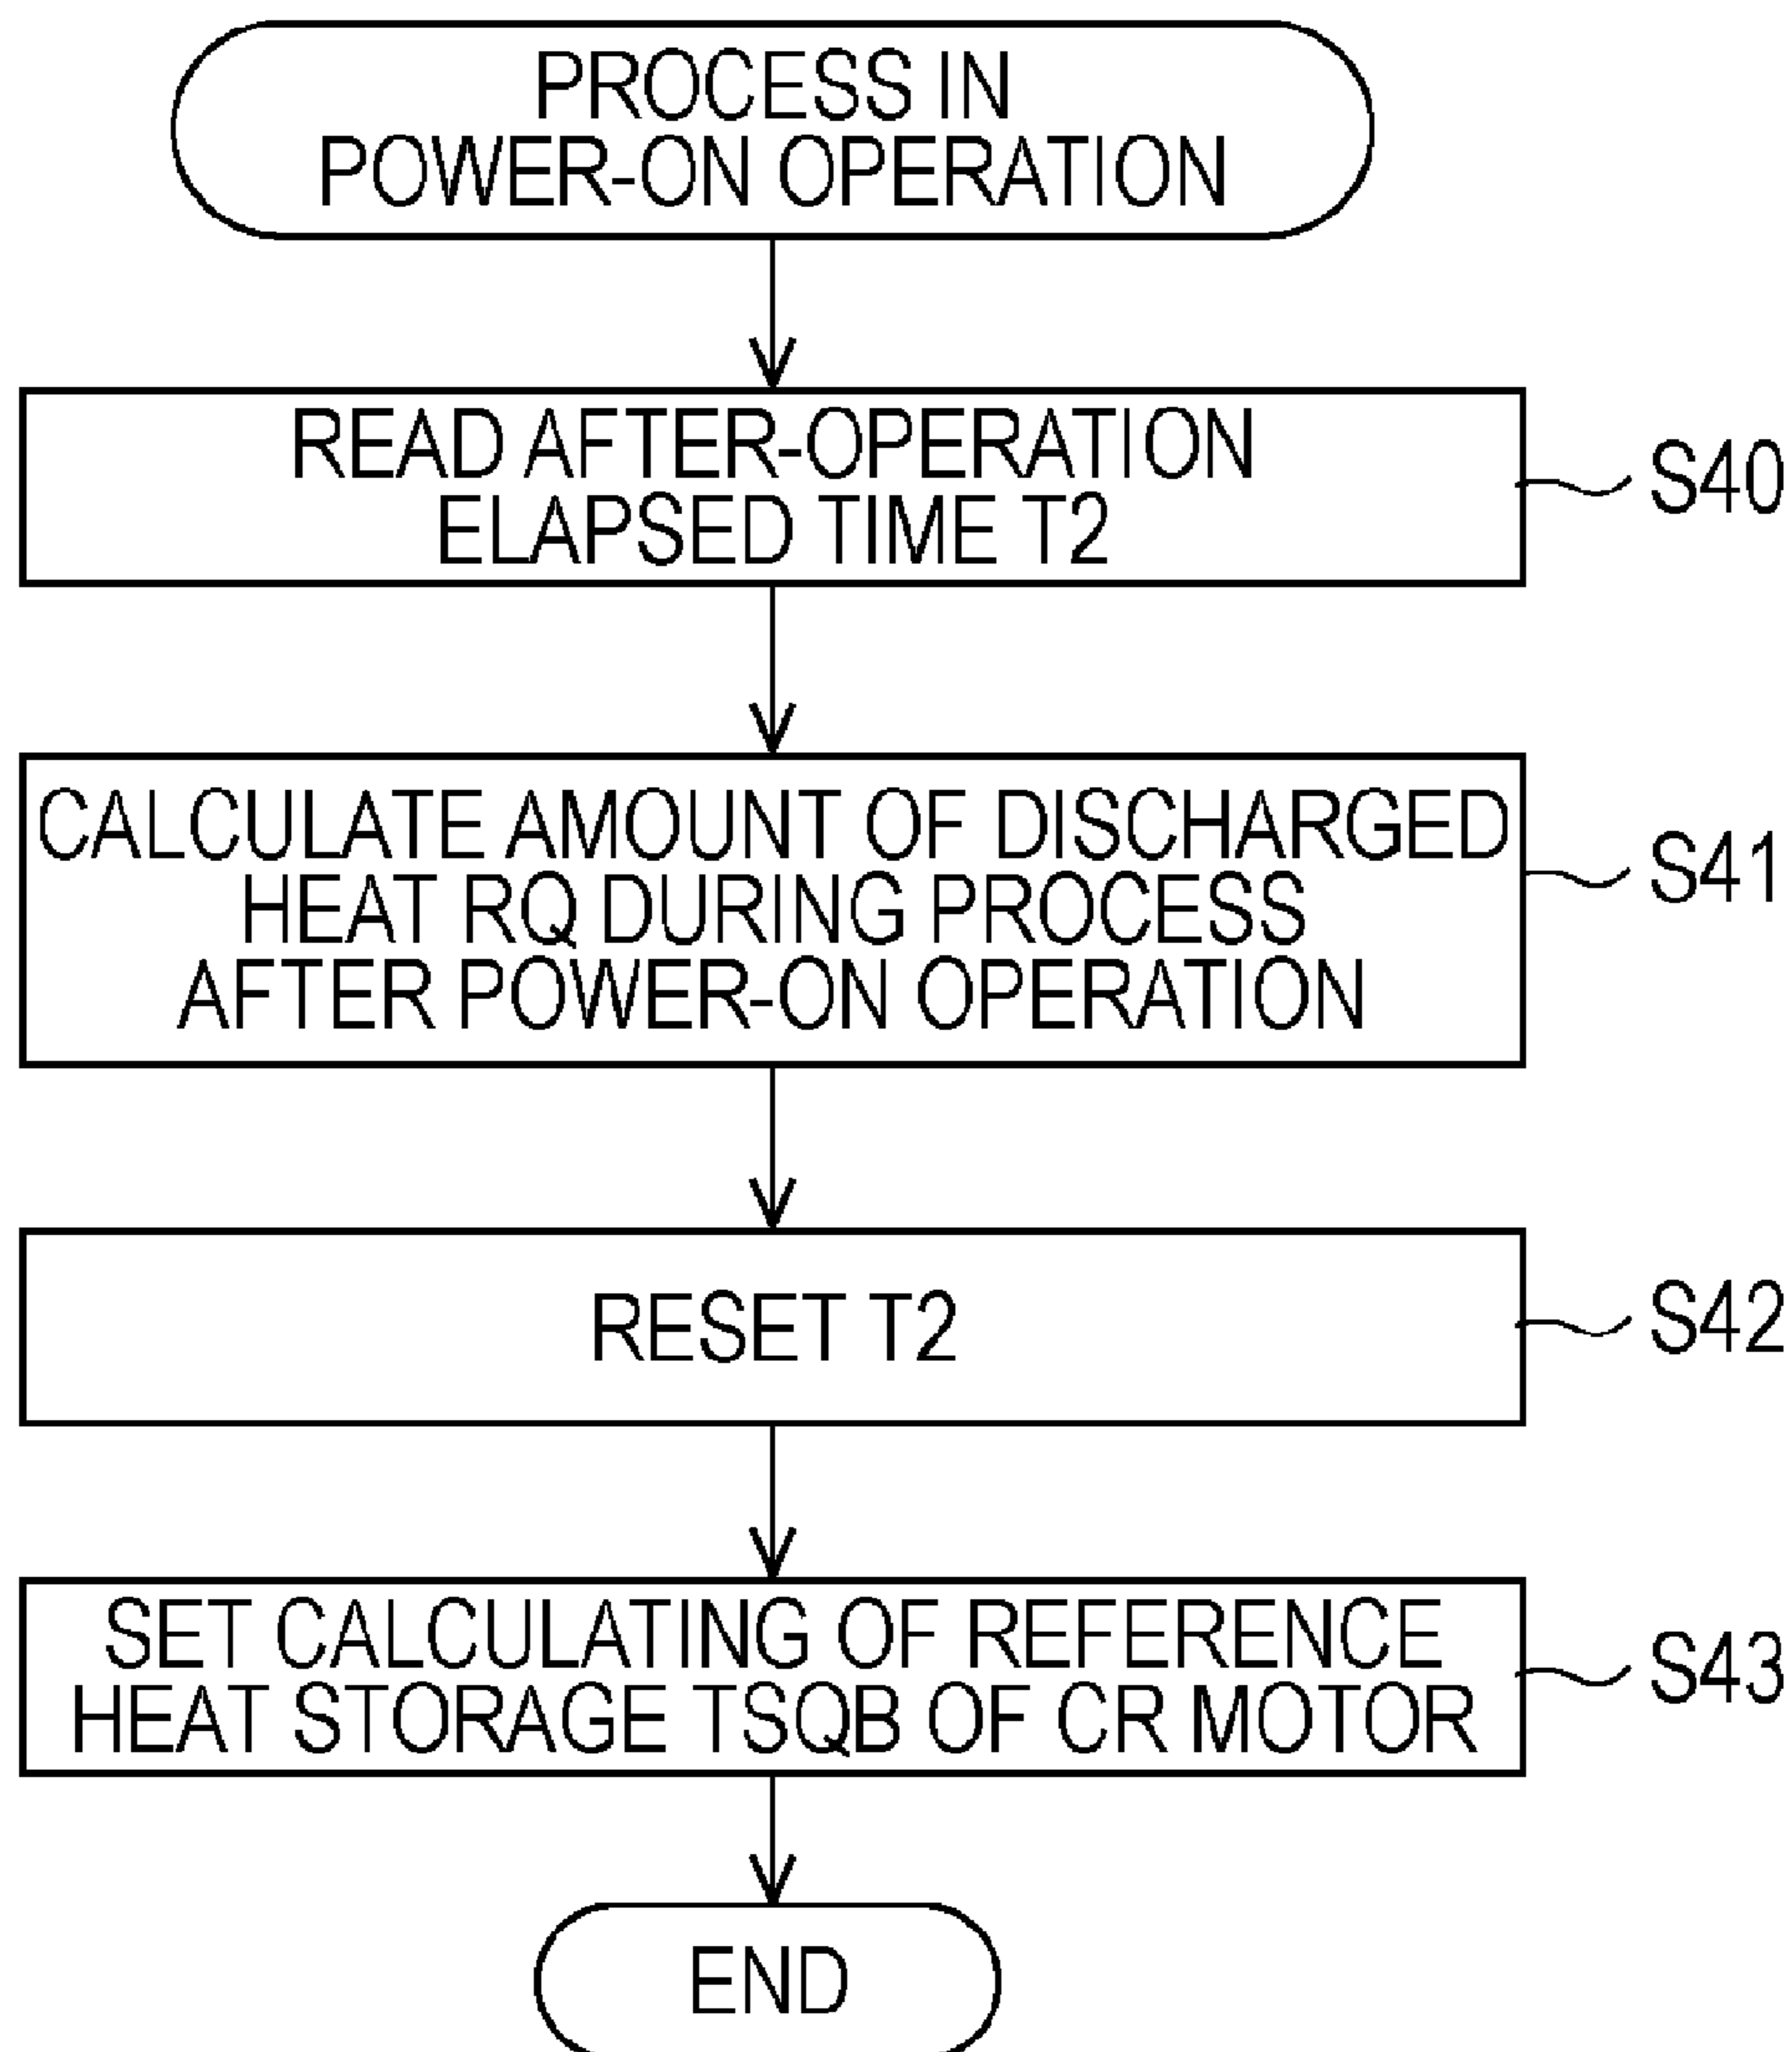 PROCESS IN
POWER-ON OPERATION
READ AFTER-OPERATION
ELAPSED TIME T2
S40
CALCULATE AMOUNT OF DISCHARGED
HEAT RQ DURING PROCESS
AFTER POWER-ON OPERATION
S41
RESET T2
S42
SET CALCULATING OF REFERENCE
HEAT STORAGE TSQB OF CR MOTOR
S43
END